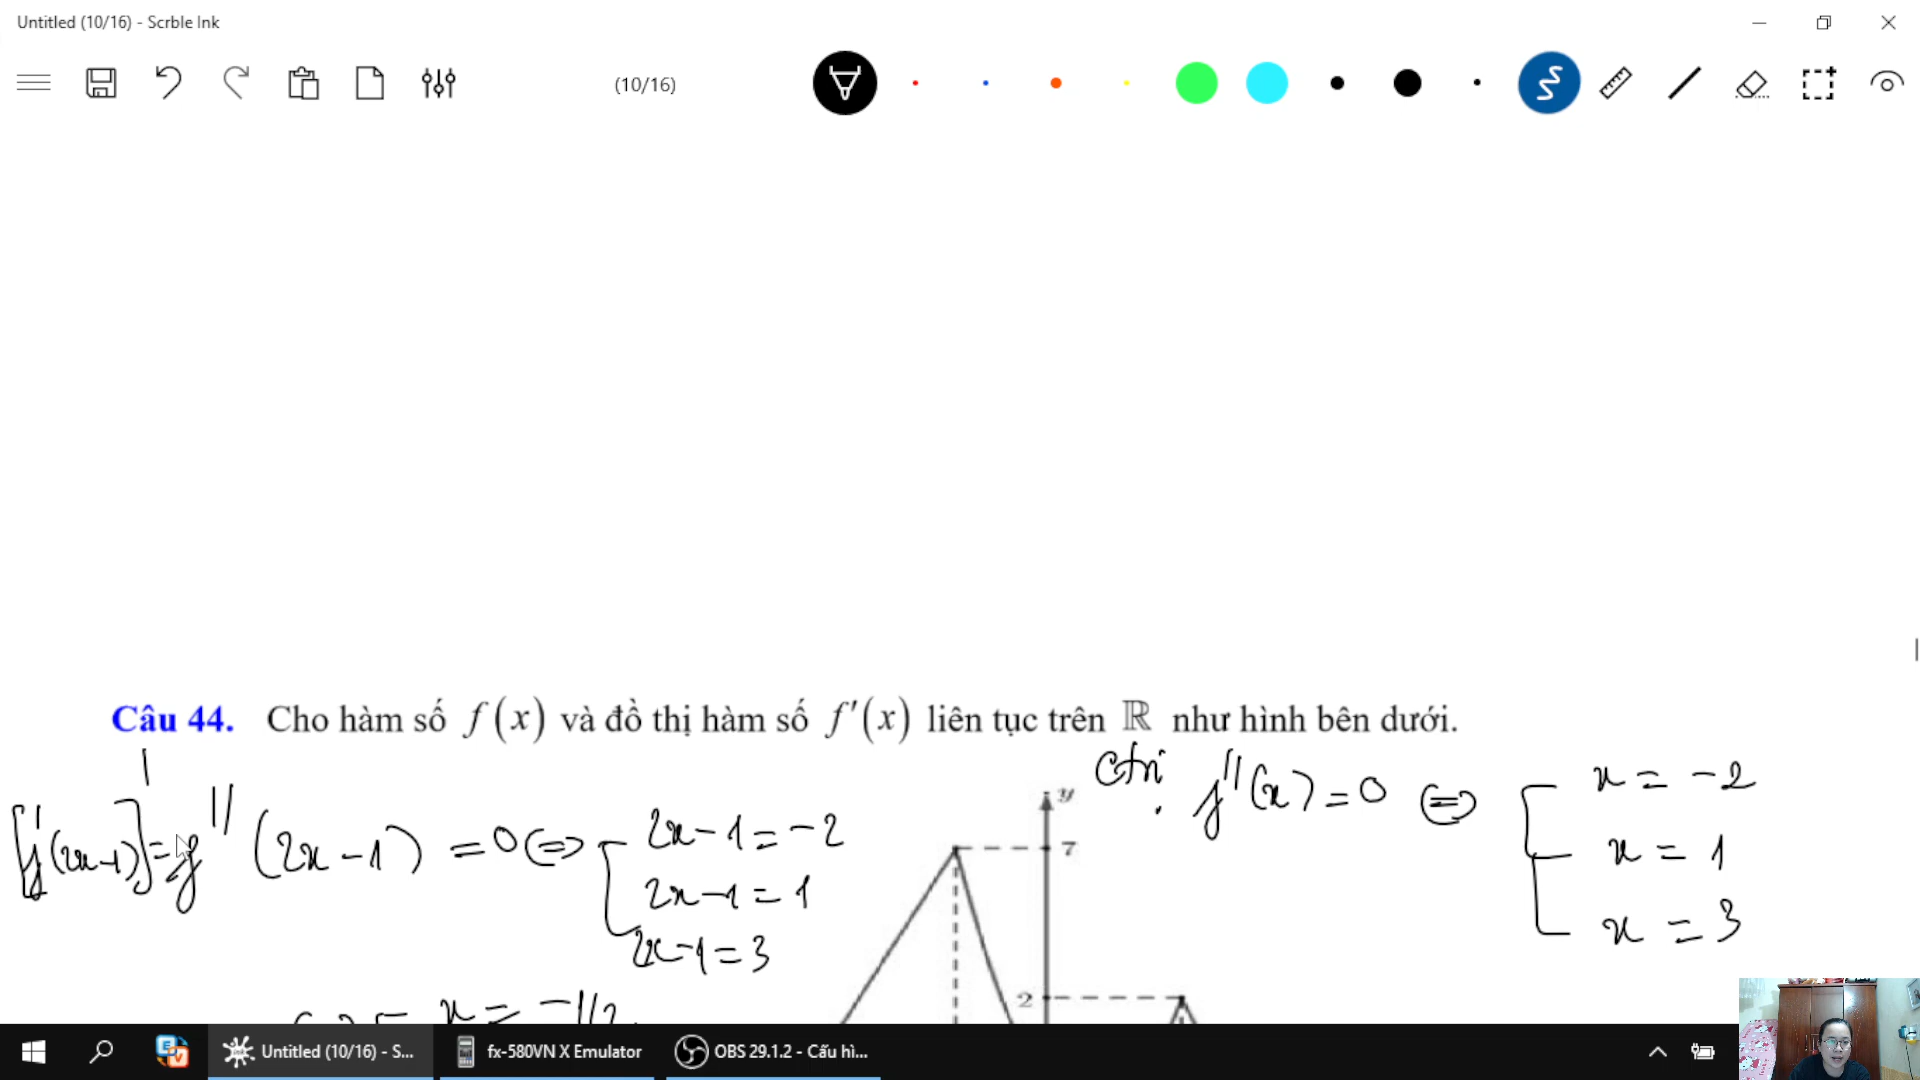 Untitled (10/16) - Scrble Ink
(10/16)
Câu 44. Cho hàm số f(x) và đồ thị hàm số f'(x) liên tục trên ℝ như hình bên dưới.
[f'(2x-1)]' = f''(2x-1) = 0 ⇔ [ 2x-1 = -2
2x-1 = 1
2x-1 = 3
x = -1/2
y
7
2
f''(x) = 0 ⇔ [ x = -2
x = 1
x = 3
Untitled (10/16) - S...
fx-580VN X Emulator
OBS 29.1.2 - Cấu hì...